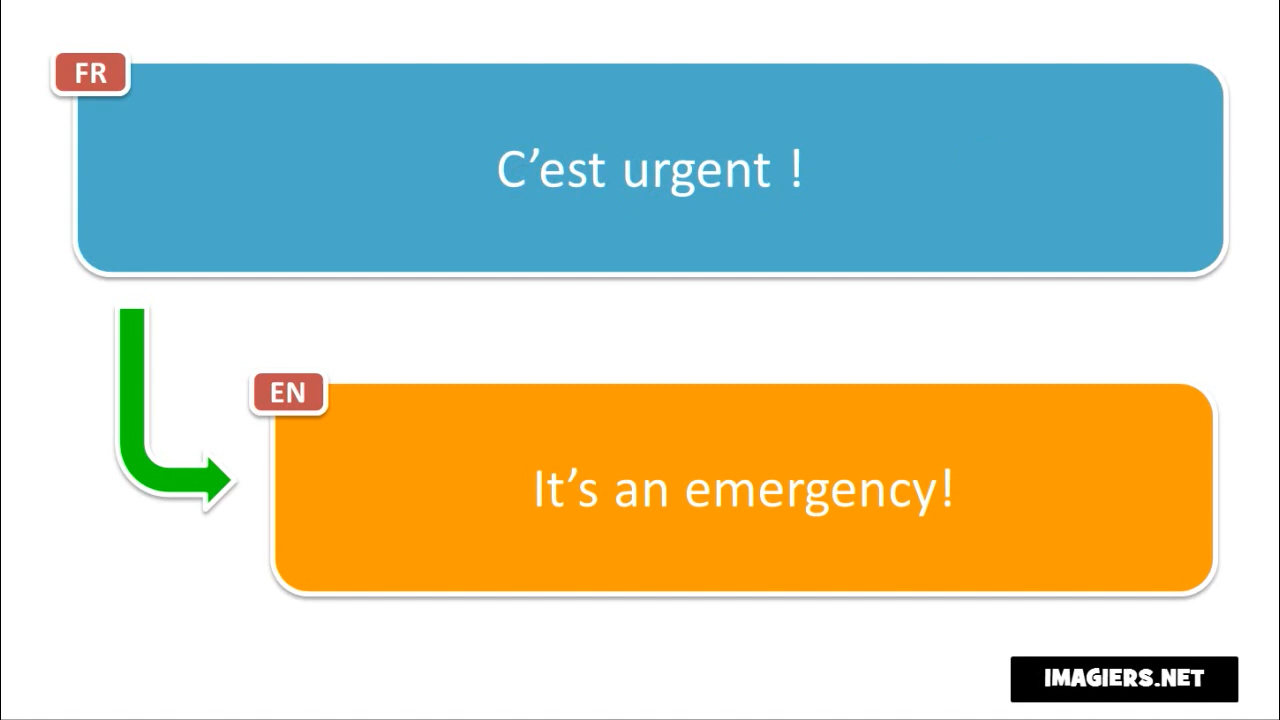 FR
C’est urgent !
EN
It’s an emergency!
IMAGIERS.NET